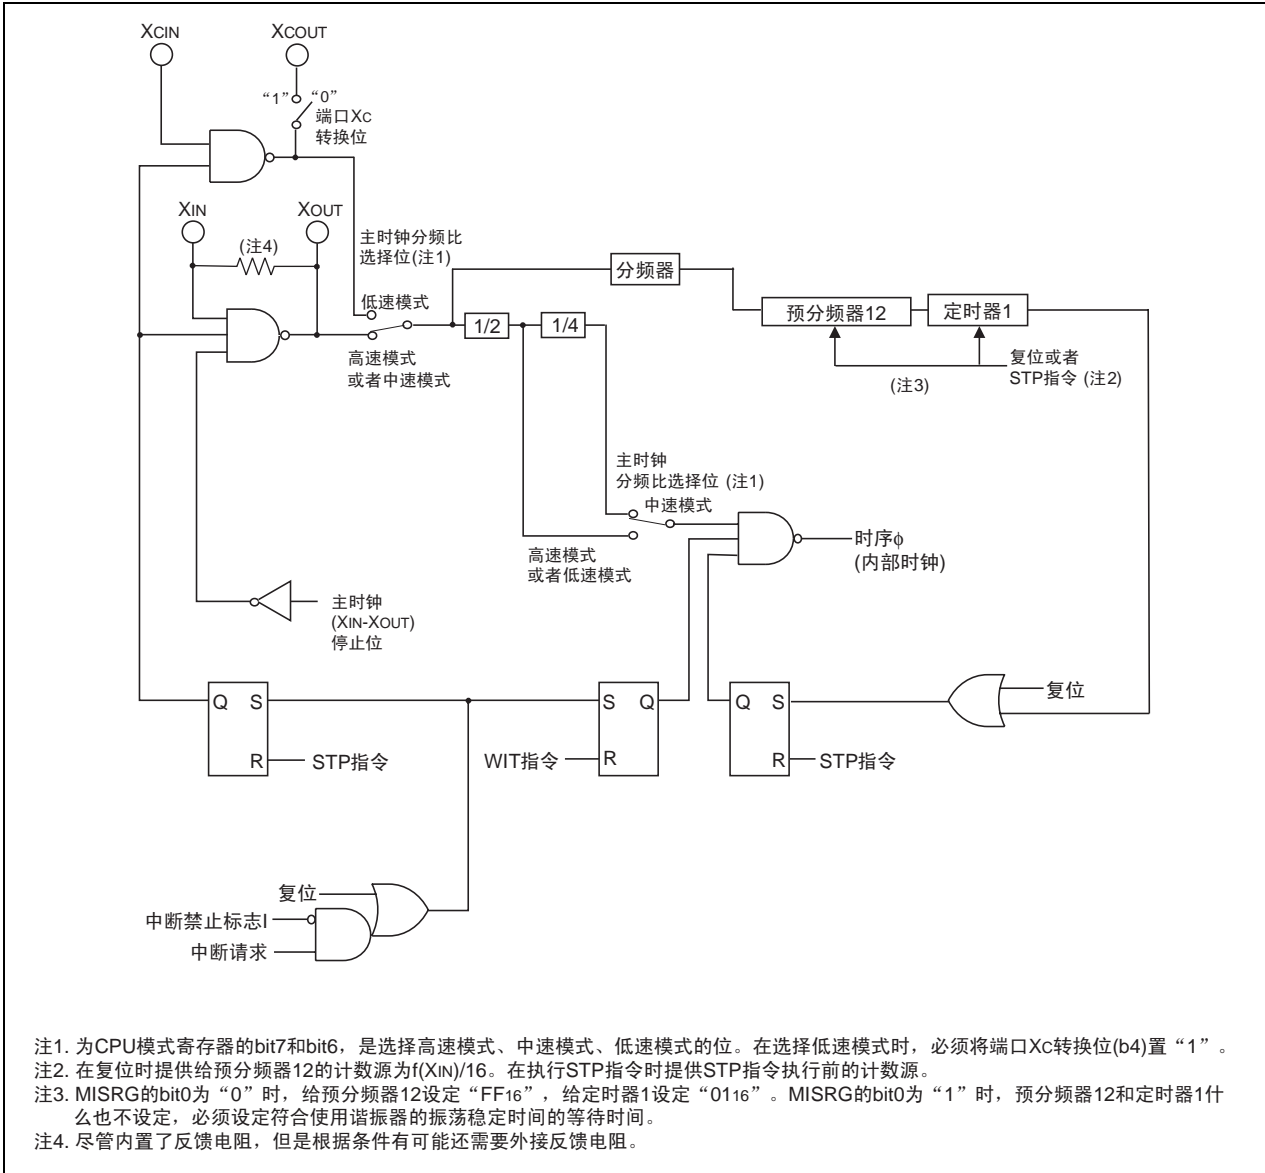 XCIN
XCOUT
“1” “0”
端口XC
转换位
XIN
XOUT
(注4)
主时钟分频比
选择位(注1)
低速模式
高速模式
或者中速模式
1/2
1/4
分频器
预分频器12
定时器1
(注3)
复位或者
STP指令 (注2)
主时钟
分频比选择位 (注1)
中速模式
高速模式
或者低速模式
时序ϕ
(内部时钟)
主时钟
(XIN-XOUT)
停止位
Q S
R
STP指令
WIT指令
S Q
R
Q S
R
STP指令
复位
复位
中断禁止标志I
中断请求
注1. 为CPU模式寄存器的bit7和bit6，是选择高速模式、中速模式、低速模式的位。在选择低速模式时，必须将端口XC转换位(b4)置“1”。
注2. 在复位时提供给预分频器12的计数源为f(XIN)/16。在执行STP指令时提供STP指令执行前的计数源。
注3. MISRG的bit0为“0”时，给预分频器12设定“FF16”，给定时器1设定“0116”。MISRG的bit0为“1”时，预分频器12和定时器1什
么也不设定，必须设定符合使用谐振器的振荡稳定时间的等待时间。
注4. 尽管内置了反馈电阻，但是根据条件有可能还需要外接反馈电阻。